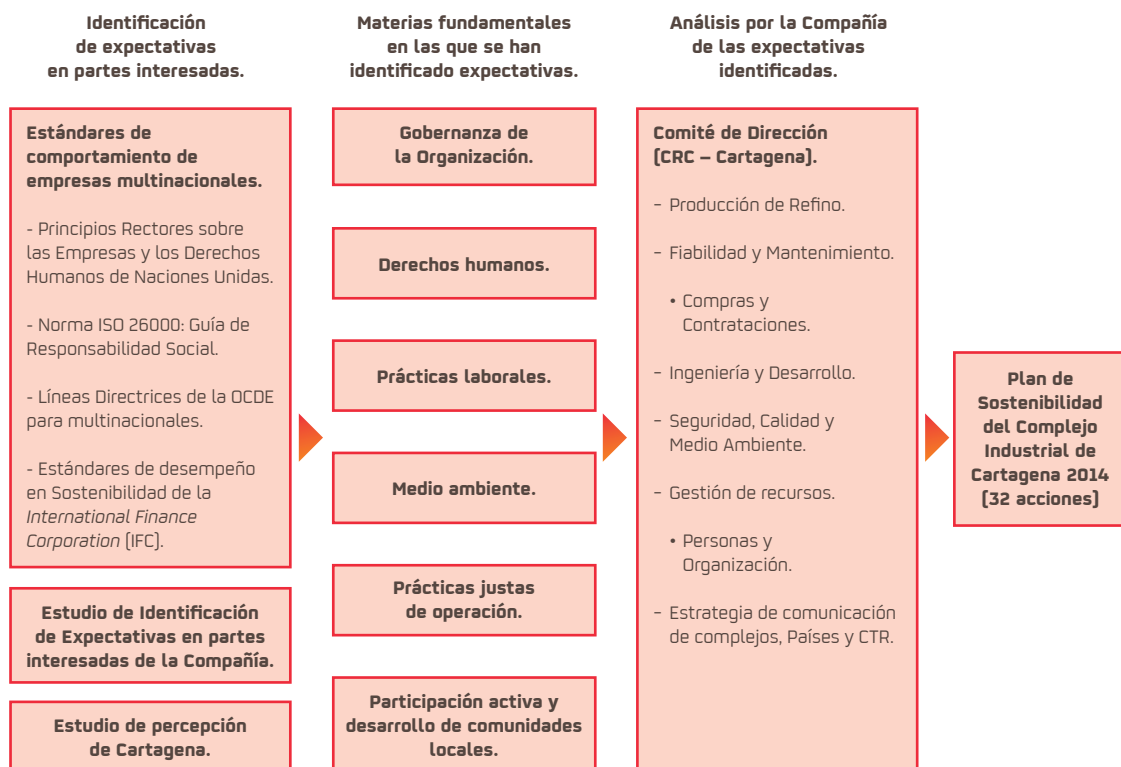 Identificación
de expectativas
en partes interesadas.
Materias fundamentales
en las que se han
identificado expectativas.
Análisis por la Compañía
de las expectativas
identificadas.
Estándares de
comportamiento de
empresas multinacionales.
- Principios Rectores sobre
las Empresas y los Derechos
Humanos de Naciones Unidas.
- Norma ISO 26000: Guía de
Responsabilidad Social.
- Líneas Directrices de la OCDE
para multinacionales.
- Estándares de desempeño
en Sostenibilidad de la
International Finance
Corporation (IFC).
Estudio de Identificación
de Expectativas en partes
interesadas de la Compañía.
Estudio de percepción
de Cartagena.
Gobernanza de
la Organización.
Derechos humanos.
Prácticas laborales.
Medio ambiente.
Prácticas justas
de operación.
Participación activa y
desarrollo de comunidades
locales.
Comité de Dirección
(CRC – Cartagena).
– Producción de Refino.
– Fiabilidad y Mantenimiento.
• Compras y
Contrataciones.
– Ingeniería y Desarrollo.
– Seguridad, Calidad y
Medio Ambiente.
– Gestión de recursos.
• Personas y
Organización.
– Estrategia de comunicación
de complejos, Países y CTR.
Plan de
Sostenibilidad
del Complejo
Industrial de
Cartagena 2014
(32 acciones)